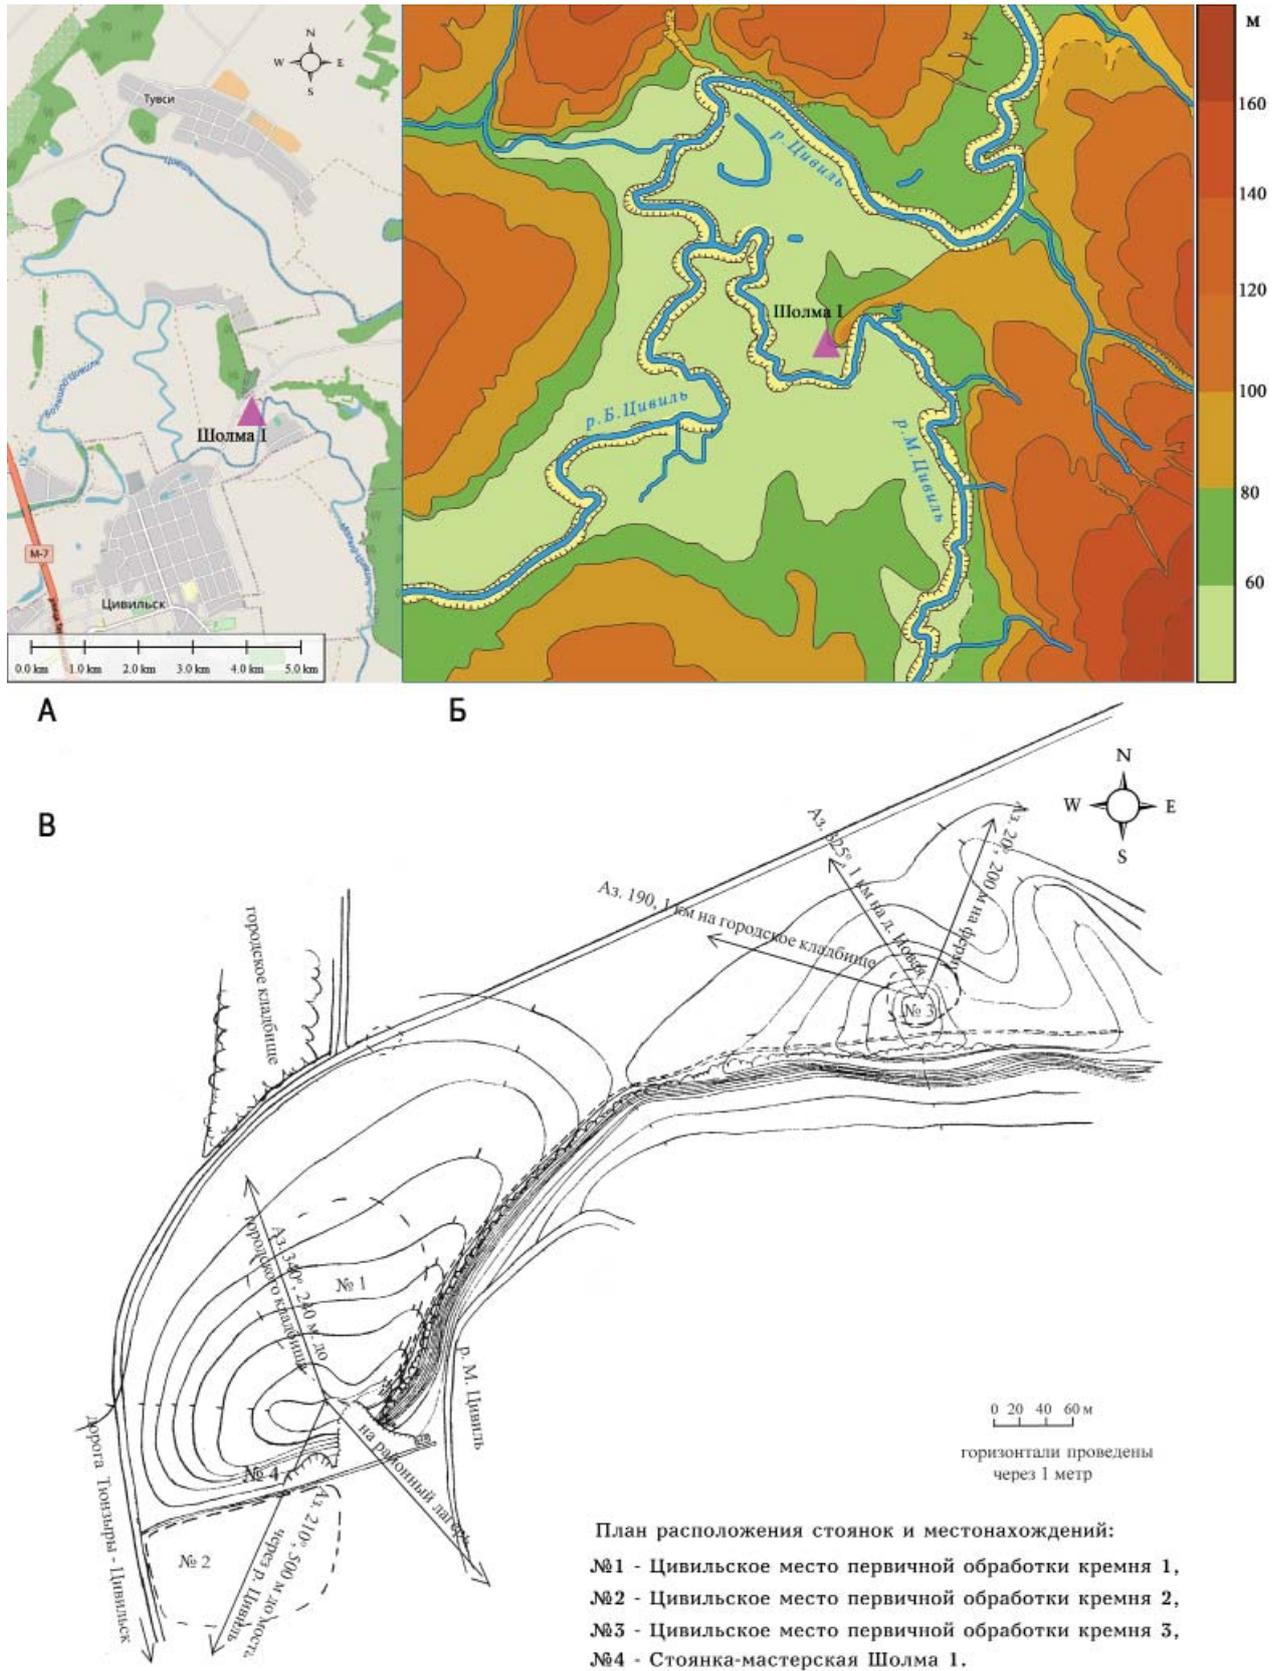 N
W
E
S
Тувси
Цивиль
Большой Цивиль
Шолма I
М-7
Цивильск
0.0 km
1.0 km
2.0 km
3.0 km
4.0 km
5.0 km
А
р. Цивиль
Шолма I
р. Б. Цивиль
р. М. Цивиль
Б
м
160
140
120
100
80
60
В
N
W
E
S
городское кладбище
Аз. 190, 1 км на городское кладбище
Аз. 325°, 1 км на д. Новая
Аз. 20°, 200 м на ферму
№ 3
Аз. 340°, 240 м. до
городского кладбища
№ 1
р. М. Цивиль
на районный лагерь
№ 4
№ 2
Аз. 210°, 500 м до мость
через р. Цивиль
дорога Тюнзыры - Цивильск
0 20 40 60 м
горизонтали проведены
через 1 метр
План расположения стоянок и местонахождений:
№1 - Цивильское место первичной обработки кремня 1,
№2 - Цивильское место первичной обработки кремня 2,
№3 - Цивильское место первичной обработки кремня 3,
№4 - Стоянка-мастерская Шолма 1.